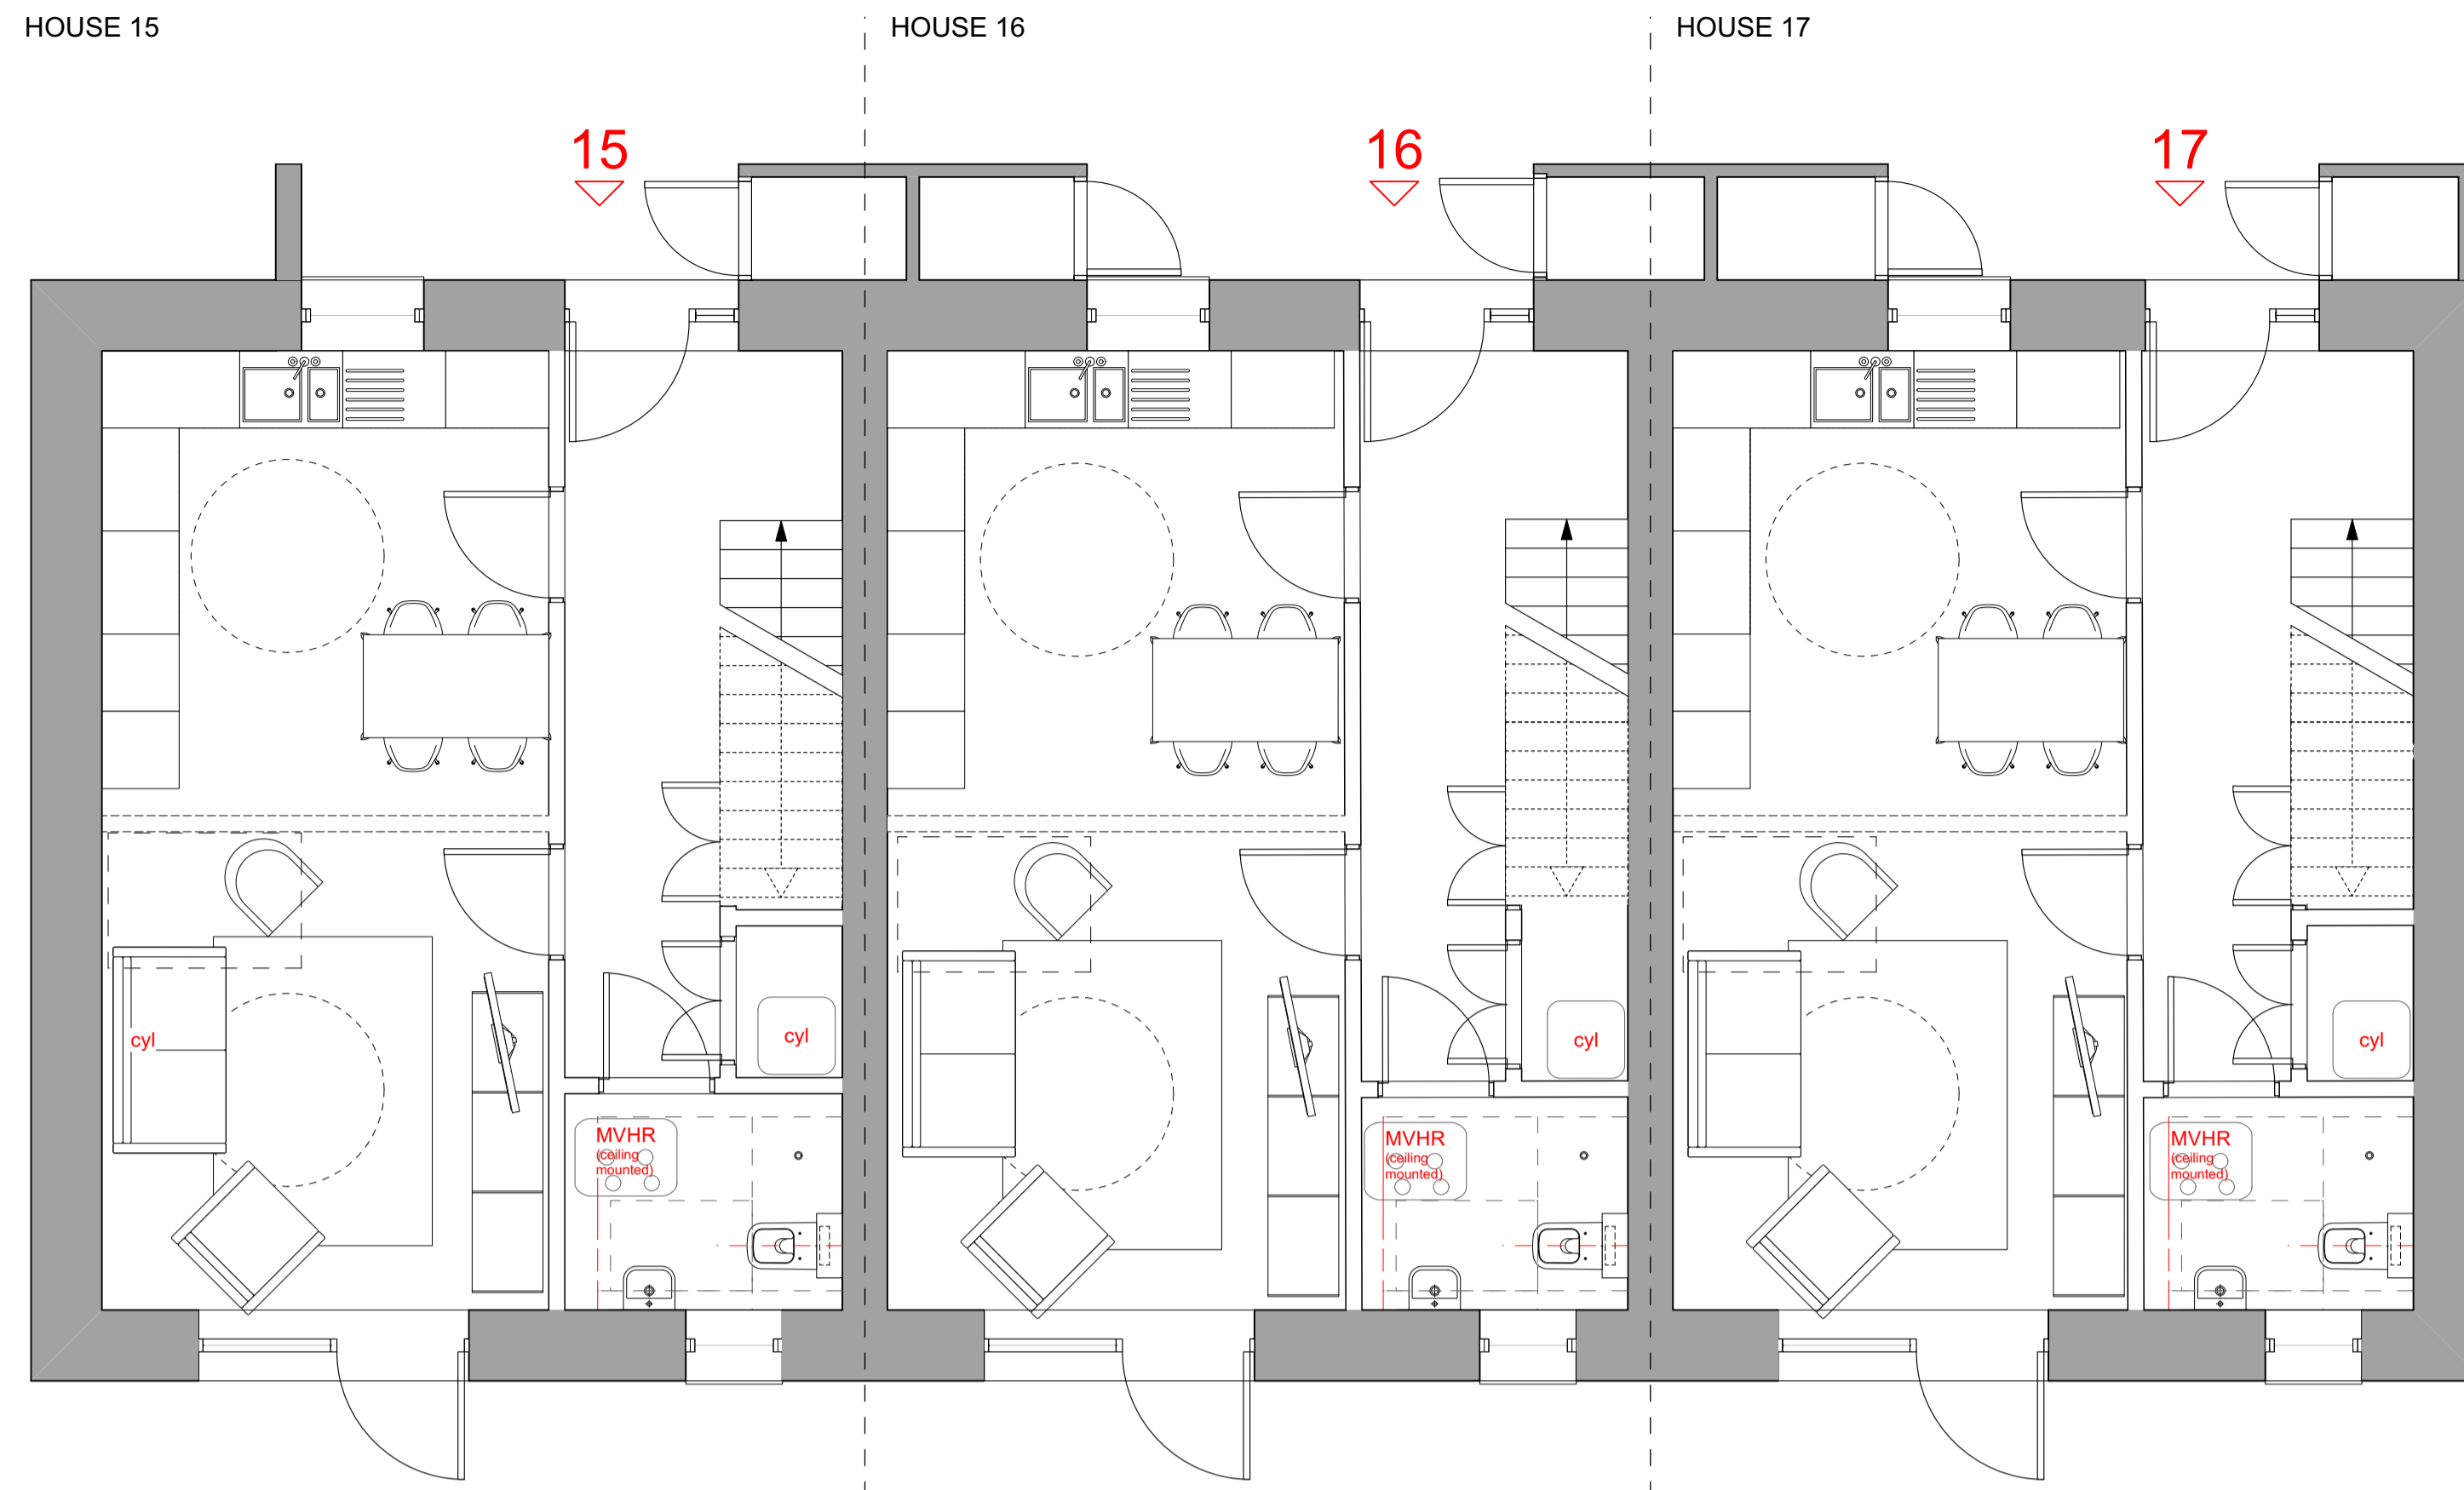 HOUSE 15
HOUSE 16
HOUSE 17
15
16
17
cyl
cyl
cyl
cyl
MVHR
(ceiling
mounted)
MVHR
(ceiling
mounted)
MVHR
(ceiling
mounted)